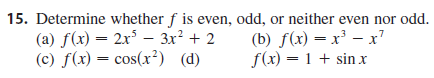 15. Determine whether f is even, odd, or neither even nor odd.
(a) f(x) = 2x⁵ − 3x² + 2 (b) f(x) = x³ − x⁷
(c) f(x) = cos(x²) (d) f(x) = 1 + sin x